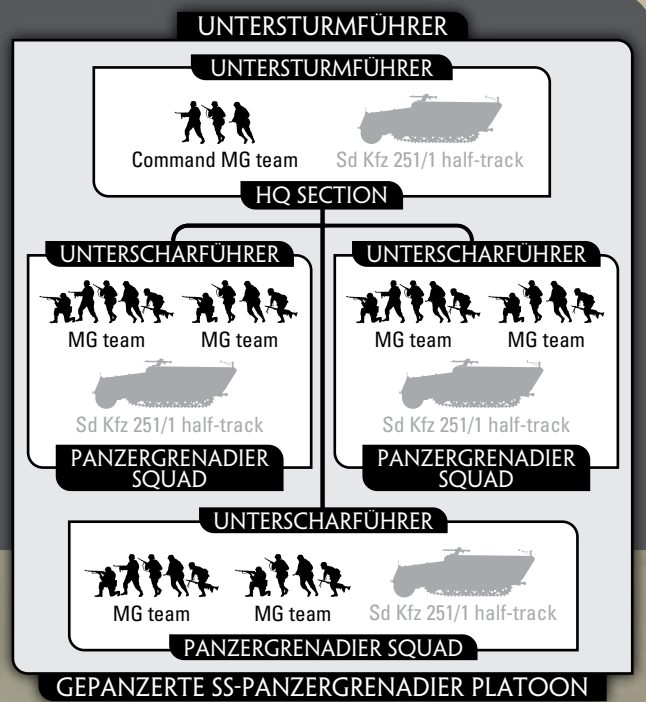 UNTERSTURMFÜHRER
UNTERSTURMFÜHRER
Command MG team
Sd Kfz 251/1 half-track
HQ SECTION
UNTERSCHARFÜHRER
MG team
MG team
Sd Kfz 251/1 half-track
PANZERGRENADIER
SQUAD
UNTERSCHARFÜHRER
MG team
MG team
Sd Kfz 251/1 half-track
PANZERGRENADIER
SQUAD
UNTERSCHARFÜHRER
MG team
MG team
Sd Kfz 251/1 half-track
PANZERGRENADIER SQUAD
GEPANZERTE SS-PANZERGRENADIER PLATOON